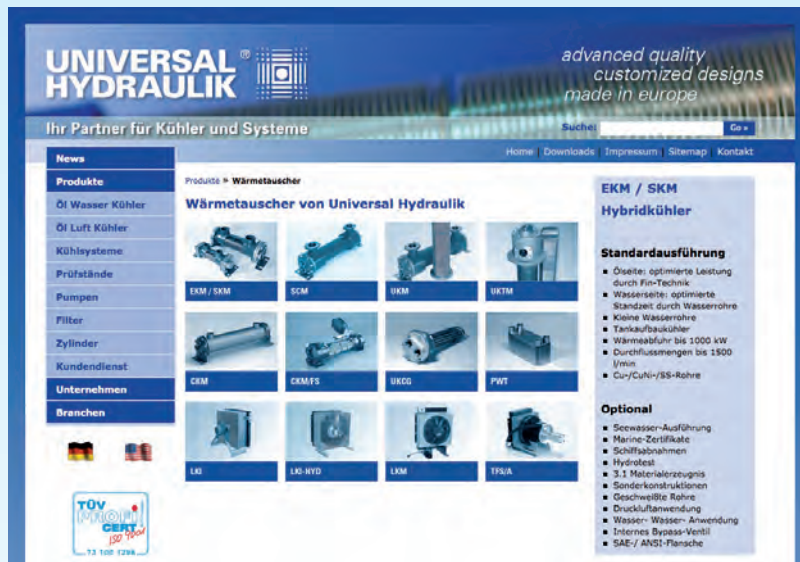 UNIVERSAL ®
HYDRAULIK
advanced quality
customized designs
made in europe
Ihr Partner für Kühler und Systeme
Suche:
Go »
Home | Downloads | Impressum | Sitemap | Kontakt
News
Produkte
Öl Wasser Kühler
Öl Luft Kühler
Kühlsysteme
Prüfstände
Pumpen
Filter
Zylinder
Kundendienst
Unternehmen
Branchen
TÜV
PROFI
CERT
ISO 9001
Produkte » Wärmetauscher
Wärmetauscher von Universal Hydraulik
EKM / SKM
SCM
UKM
UKTM
CKM
CKM/FS
UKCG
PWT
LKI
LKI-HYD
LKM
TFS/A
EKM / SKM
Hybridkühler
Standardausführung
Ölseite: optimierte Leistung
durch Fin-Technik
Wasserseite: optimierte
Standzeit durch Wasserrohre
Kleine Wasserrohre
Tankaufbaukühler
Wärmeabfuhr bis 1000 kW
Durchflussmengen bis 1500
l/min
Cu-/CuNi-/SS-Rohre
Optional
Seewasser-Ausführung
Marine-Zertifikate
Schiffsabnahmen
Hydrotest
3.1 Materialerzeugnis
Sonderkonstruktionen
Geschweißte Rohre
Druckluftanwendung
Wasser- Wasser- Anwendung
Internes Bypass-Ventil
SAE-/ ANSI-Flansche